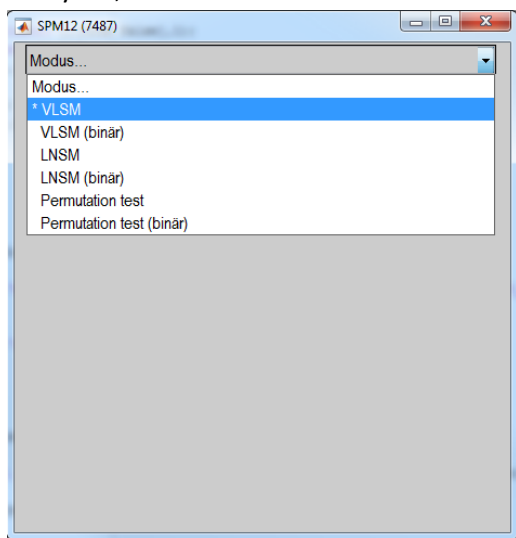 SPM12 (7487)
Modus...
Modus...
* VLSM
VLSM (binär)
LNSM
LNSM (binär)
Permutation test
Permutation test (binär)